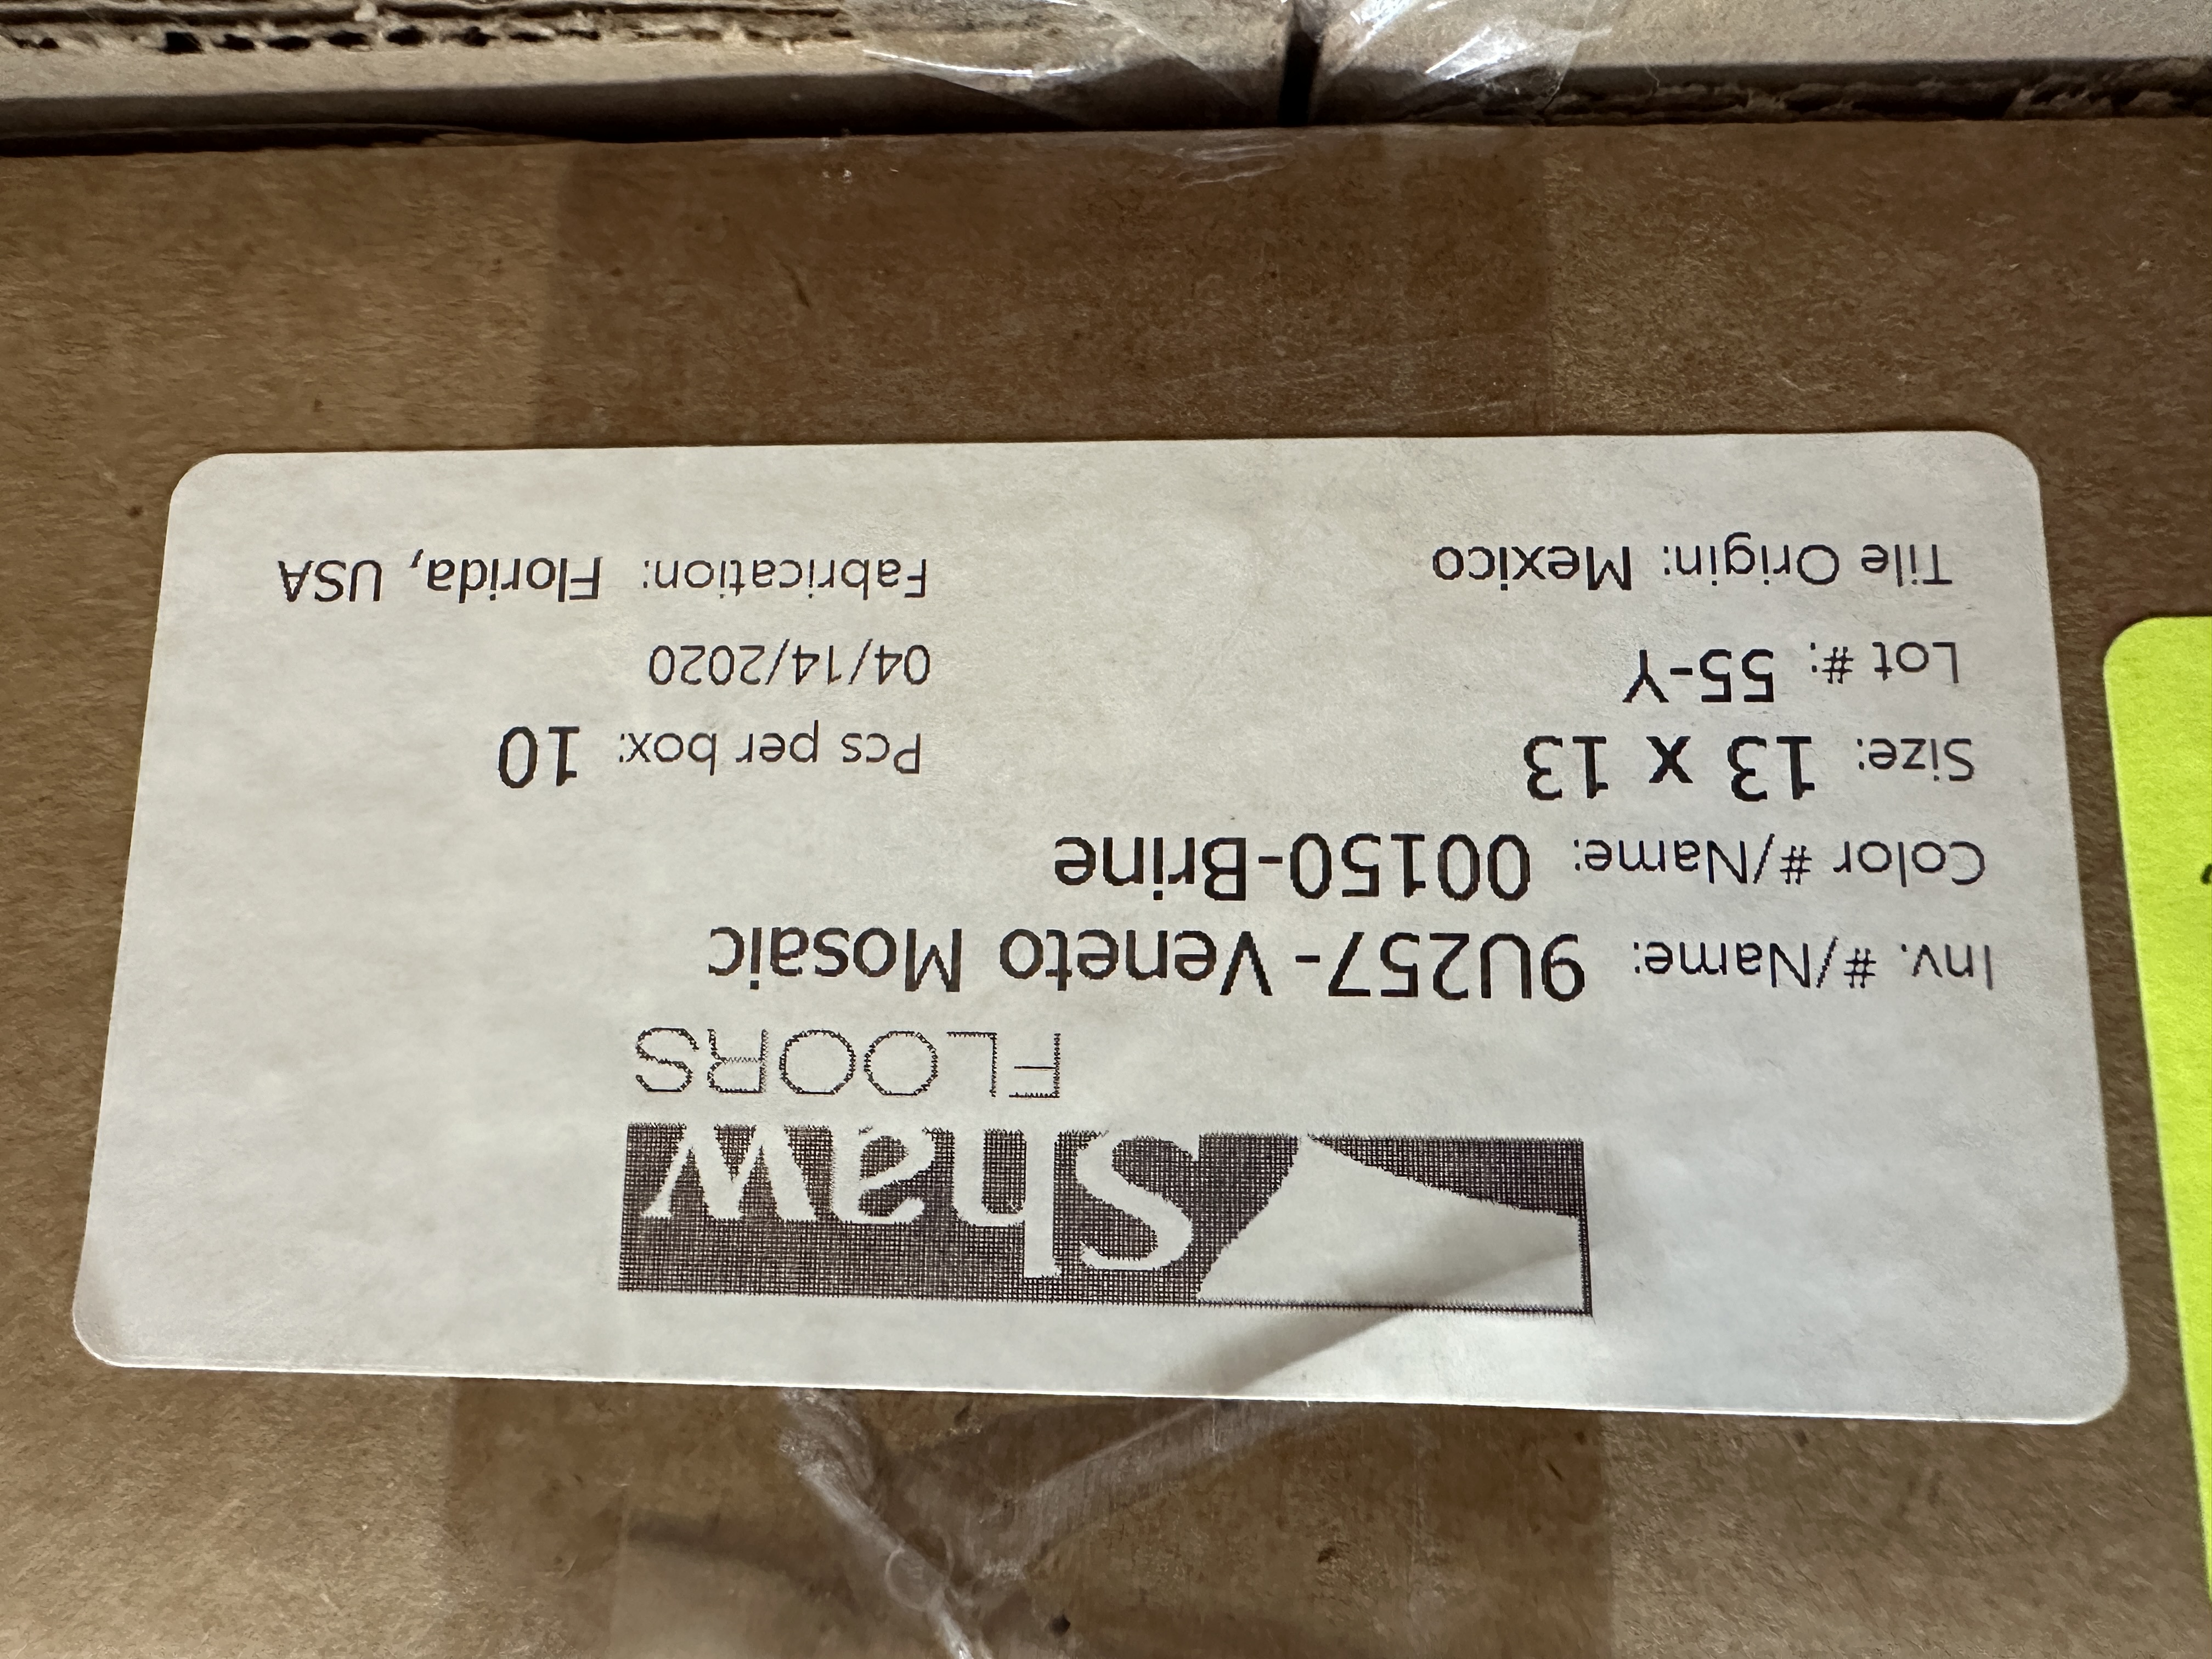 Shaw
FLOORS
Inv. #/Name: 9U257- Veneto Mosaic
Color #/Name: 00150-Brine
Size: 13 x 13 Pcs per box: 10
Lot #: 55-Y 04/14/2020
Tile Origin: Mexico Fabrication: Florida, USA